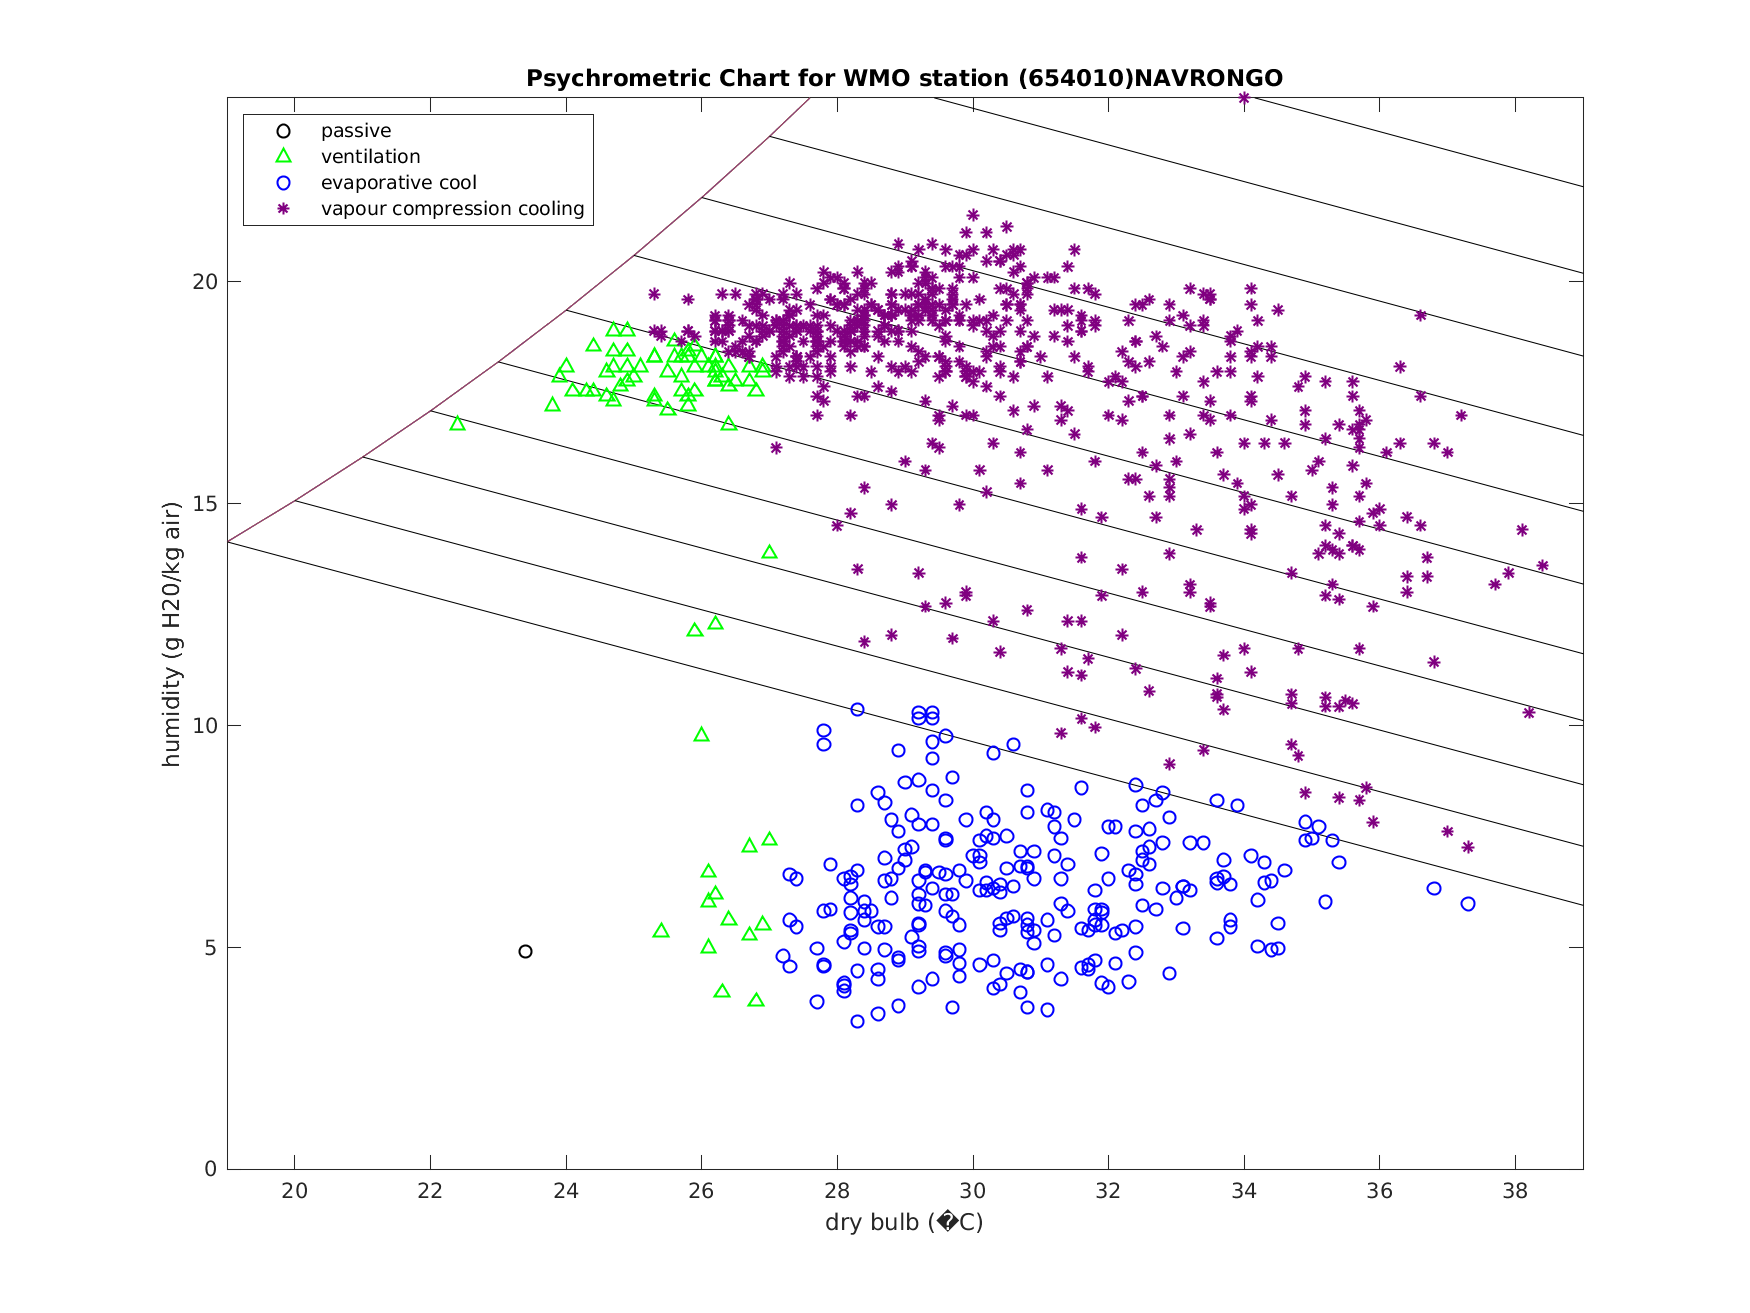 Psychrometric Chart for WMO station (654010)NAVRONGO
passive
ventilation
evaporative cool
vapour compression cooling
humidity (g H20/kg air)
20
15
10
5
0
20 22 24 26 28 30 32 34 36 38
dry bulb (�C)